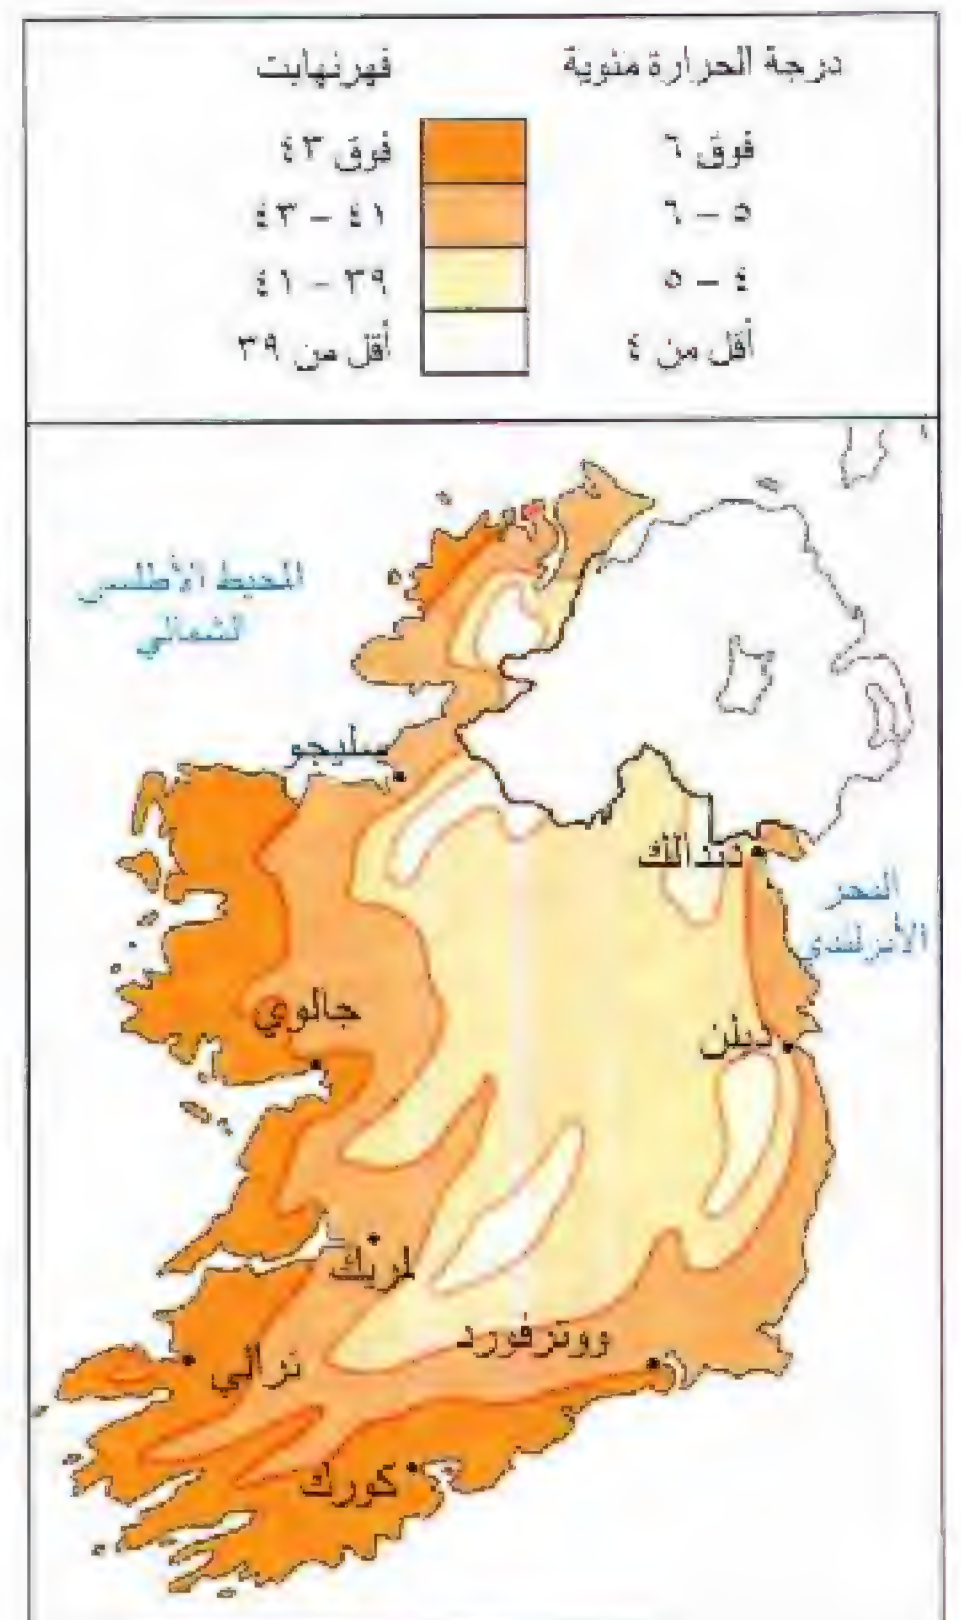 درجة الحرارة مئوية فهرنهايت
فوق ٦ فوق ٤٣
٥ – ٦ ٤١ – ٤٣
٤ – ٥ ٣٩ – ٤١
أقل من ٤ أقل من ٣٩
المحيط الأطلسي
الشمالي
سليجو
دندالك
البحر
الأيرلندي
جالوي
دبلن
لمريك
ووترفورد
ترالي
كورك